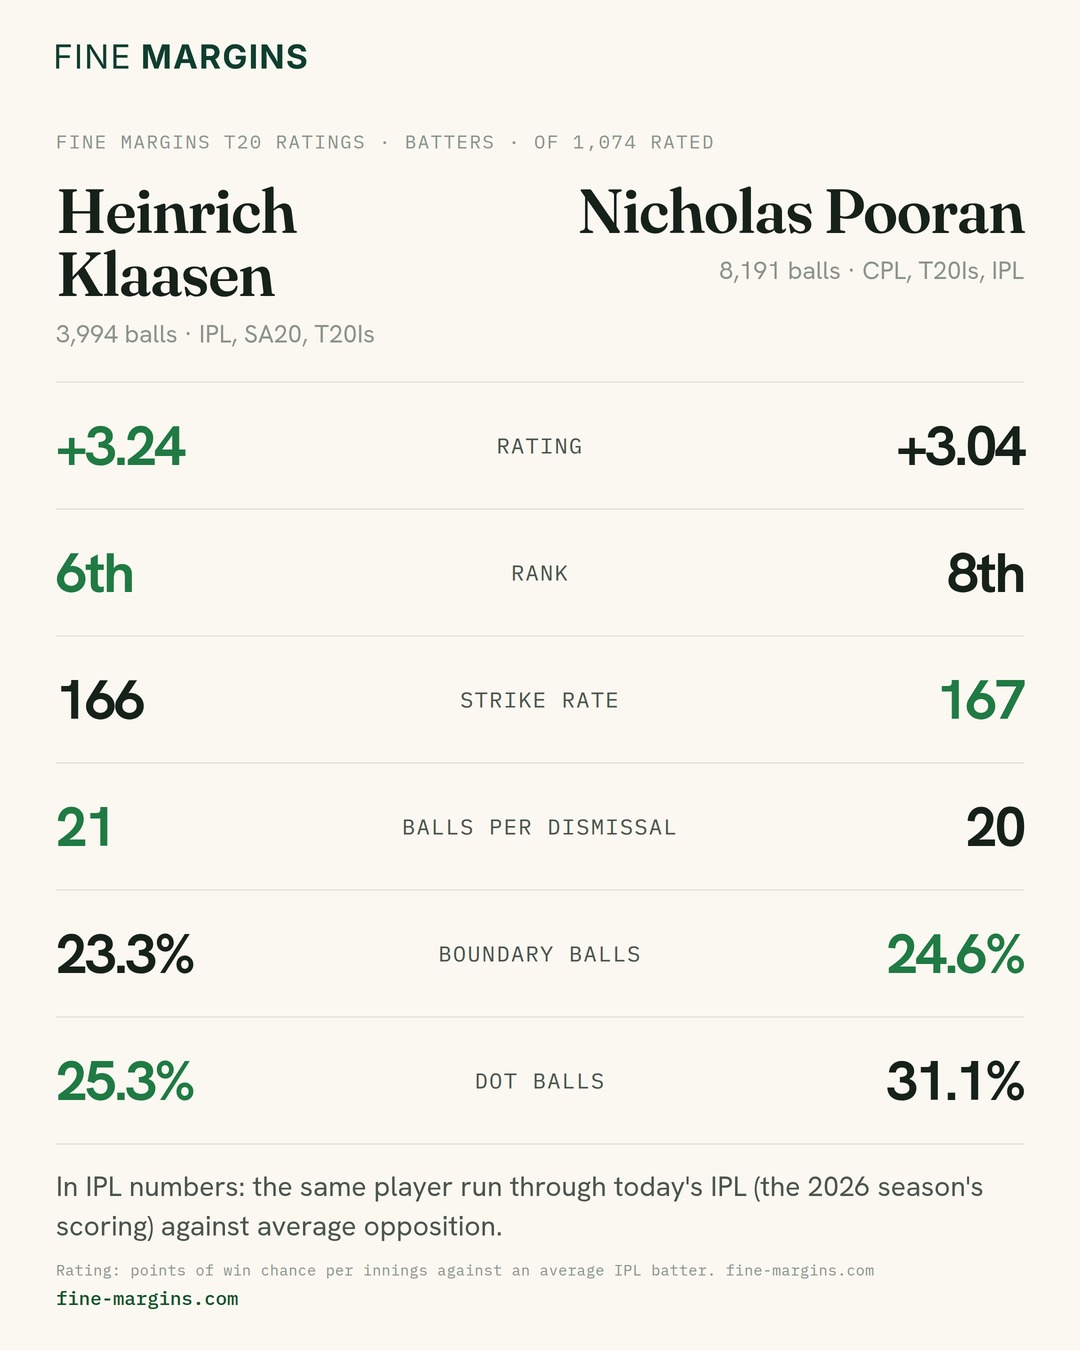 FINE MARGINS
FINE MARGINS T20 RATINGS · BATTERS · OF 1,074 RATED
Heinrich
Klaasen
3,994 balls · IPL, SA20, T20Is
Nicholas Pooran
8,191 balls · CPL, T20Is, IPL
+3.24 RATING +3.04
6th RANK 8th
166 STRIKE RATE 167
21 BALLS PER DISMISSAL 20
23.3% BOUNDARY BALLS 24.6%
25.3% DOT BALLS 31.1%
In IPL numbers: the same player run through today's IPL (the 2026 season's
scoring) against average opposition.
Rating: points of win chance per innings against an average IPL batter. fine-margins.com
fine-margins.com